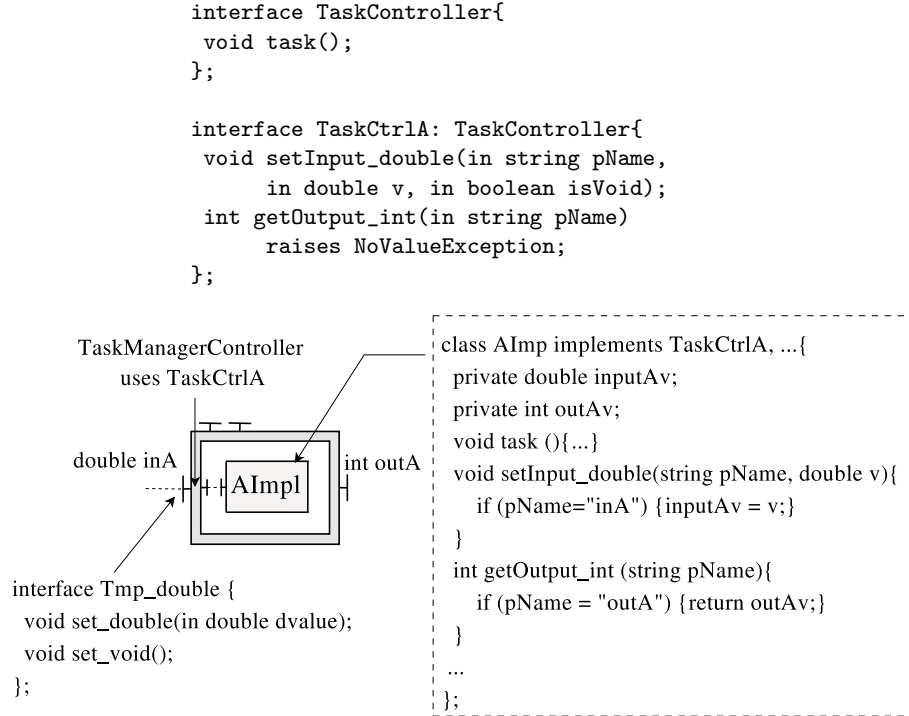 interface TaskController{
void task();
};
interface TaskCtrlA: TaskController{
void setInput_double(in string pName,
in double v, in boolean isVoid);
int getOutput_int(in string pName)
raises NoValueException;
};
TaskManagerController
uses TaskCtrlA
double inA
AImpl
int outA
interface Tmp_double {
void set_double(in double dvalue);
void set_void();
};
class AImp implements TaskCtrlA, ...{
private double inputAv;
private int outAv;
void task (){...}
void setInput_double(string pName, double v){
if (pName="inA") {inputAv = v;}
}
int getOutput_int (string pName){
if (pName = "outA") {return outAv;}
}
...
};